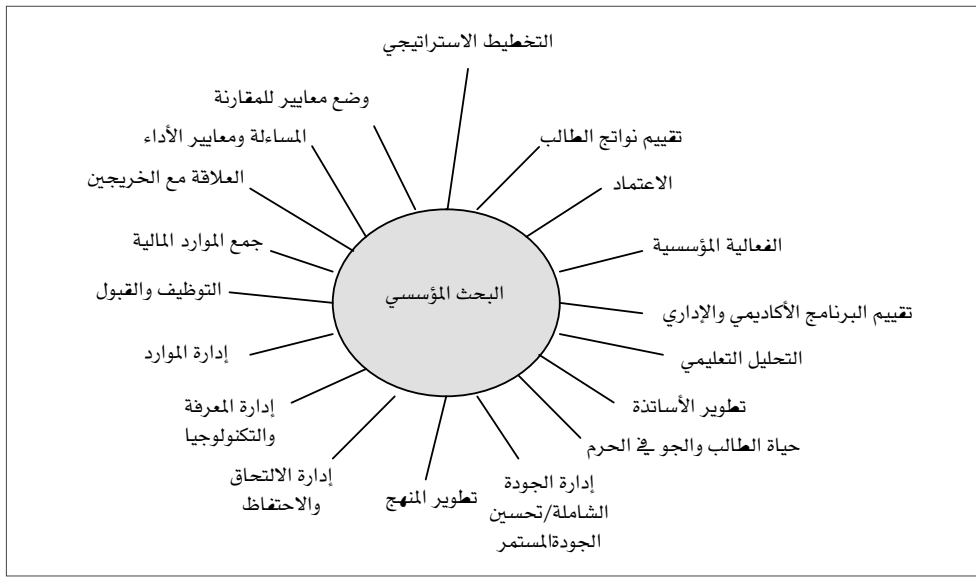 التخطيط الاستراتيجي
وضع معايير للمقارنة
المساءلة ومعايير الأداء
تقييم نواتج الطالب
العلاقة مع الخريجين
الاعتماد
جمع الموارد المالية
الفعالية المؤسسية
التوظيف والقبول
البحث المؤسسي
تقييم البرنامج الأكاديمي والإداري
إدارة الموارد
التحليل التعليمي
إدارة المعرفة
والتكنولوجيا
تطوير الأساتذة
حياة الطالب والجو في الحرم
إدارة الالتحاق
والاحتفاظ
تطوير المنهج
إدارة الجودة
الشاملة/تحسين
الجودةالمستمر